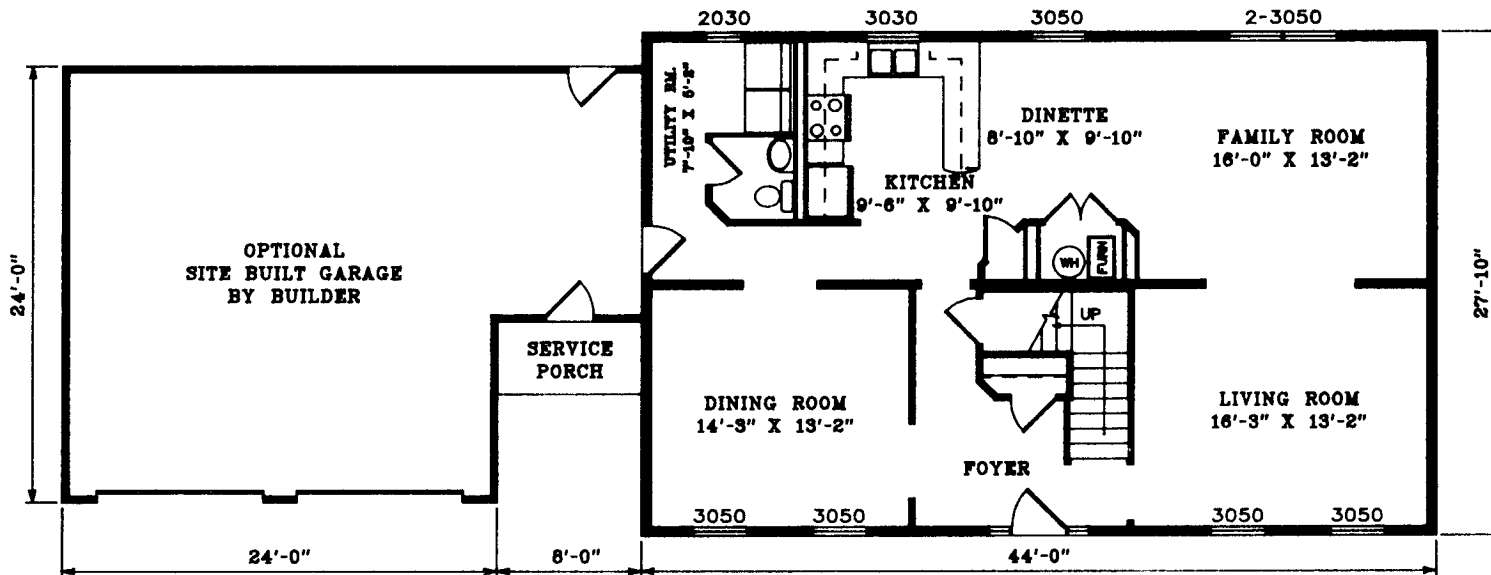 2030
3030
3050
2-3050
UTILITY RM.
7'-10" X 5'-2"
DINETTE
8'-10" X 9'-10"
FAMILY ROOM
16'-0" X 13'-2"
KITCHEN
9'-6" X 9'-10"
OPTIONAL
SITE BUILT GARAGE
BY BUILDER
WH
FURN
24'-0"
27'-10"
UP
SERVICE
PORCH
DINING ROOM
14'-3" X 13'-2"
LIVING ROOM
16'-3" X 13'-2"
FOYER
3050
3050
3050
3050
24'-0"
8'-0"
44'-0"